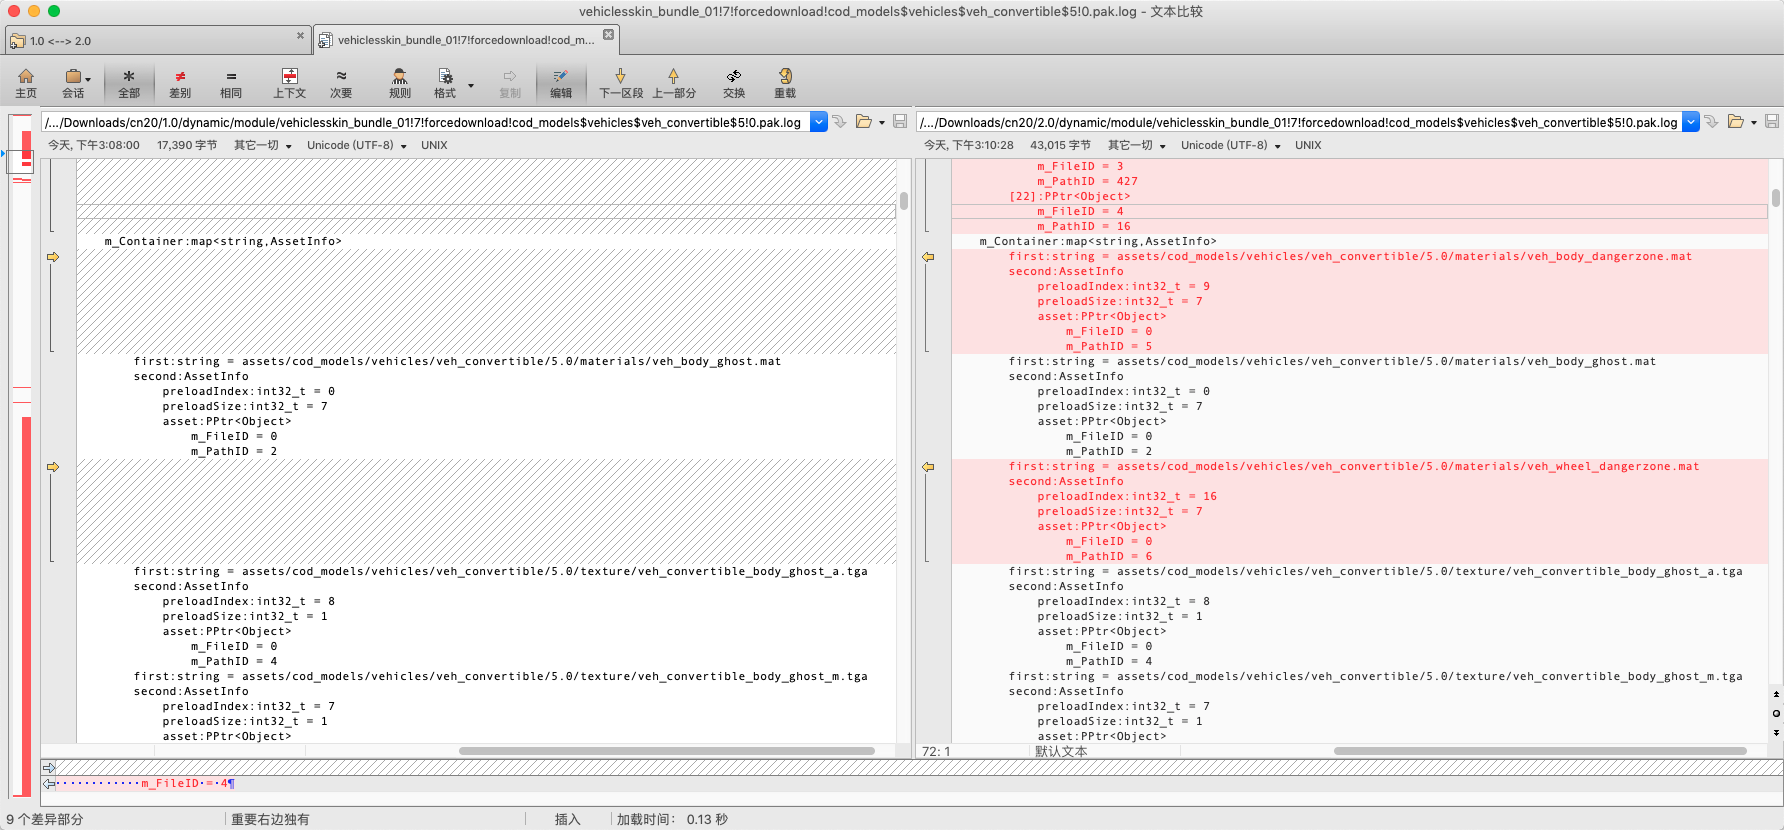 vehiclesskin_bundle_01!7!forcedownload!cod_models$vehicles$veh_convertible$5!0.pak.log - 文本比较
1.0 <--> 2.0
vehiclesskin_bundle_01!7!forcedownload!cod_m...
主页
会话
全部
差别
相同
上下文
次要
规则
格式
复制
编辑
下一区段
上一部分
交换
重载
/.../Downloads/cn20/1.0/dynamic/module/vehiclesskin_bundle_01!7!forcedownload!cod_models$vehicles$veh_convertible$5!0.pak.log
今天, 下午3:08:00 17,390 字节 其它一切 Unicode (UTF-8) UNIX
m_Container:map<string,AssetInfo>
first:string = assets/cod_models/vehicles/veh_convertible/5.0/materials/veh_body_ghost.mat
second:AssetInfo
preloadIndex:int32_t = 0
preloadSize:int32_t = 7
asset:PPtr<Object>
m_FileID = 0
m_PathID = 2
first:string = assets/cod_models/vehicles/veh_convertible/5.0/texture/veh_convertible_body_ghost_a.tga
second:AssetInfo
preloadIndex:int32_t = 8
preloadSize:int32_t = 1
asset:PPtr<Object>
m_FileID = 0
m_PathID = 4
first:string = assets/cod_models/vehicles/veh_convertible/5.0/texture/veh_convertible_body_ghost_m.tga
second:AssetInfo
preloadIndex:int32_t = 7
preloadSize:int32_t = 1
asset:PPtr<Object>
/.../Downloads/cn20/2.0/dynamic/module/vehiclesskin_bundle_01!7!forcedownload!cod_models$vehicles$veh_convertible$5!0.pak.log
今天, 下午3:10:28 43,015 字节 其它一切 Unicode (UTF-8) UNIX
m_FileID = 3
m_PathID = 427
[22]:PPtr<Object>
m_FileID = 4
m_PathID = 16
m_Container:map<string,AssetInfo>
first:string = assets/cod_models/vehicles/veh_convertible/5.0/materials/veh_body_dangerzone.mat
second:AssetInfo
preloadIndex:int32_t = 9
preloadSize:int32_t = 7
asset:PPtr<Object>
m_FileID = 0
m_PathID = 5
first:string = assets/cod_models/vehicles/veh_convertible/5.0/materials/veh_body_ghost.mat
second:AssetInfo
preloadIndex:int32_t = 0
preloadSize:int32_t = 7
asset:PPtr<Object>
m_FileID = 0
m_PathID = 2
first:string = assets/cod_models/vehicles/veh_convertible/5.0/materials/veh_wheel_dangerzone.mat
second:AssetInfo
preloadIndex:int32_t = 16
preloadSize:int32_t = 7
asset:PPtr<Object>
m_FileID = 0
m_PathID = 6
first:string = assets/cod_models/vehicles/veh_convertible/5.0/texture/veh_convertible_body_ghost_a.tga
second:AssetInfo
preloadIndex:int32_t = 8
preloadSize:int32_t = 1
asset:PPtr<Object>
m_FileID = 0
m_PathID = 4
first:string = assets/cod_models/vehicles/veh_convertible/5.0/texture/veh_convertible_body_ghost_m.tga
second:AssetInfo
preloadIndex:int32_t = 7
preloadSize:int32_t = 1
asset:PPtr<Object>
72: 1 默认文本
············m_FileID·=·4¶
9 个差异部分 重要右边独有 插入 加载时间: 0.13 秒